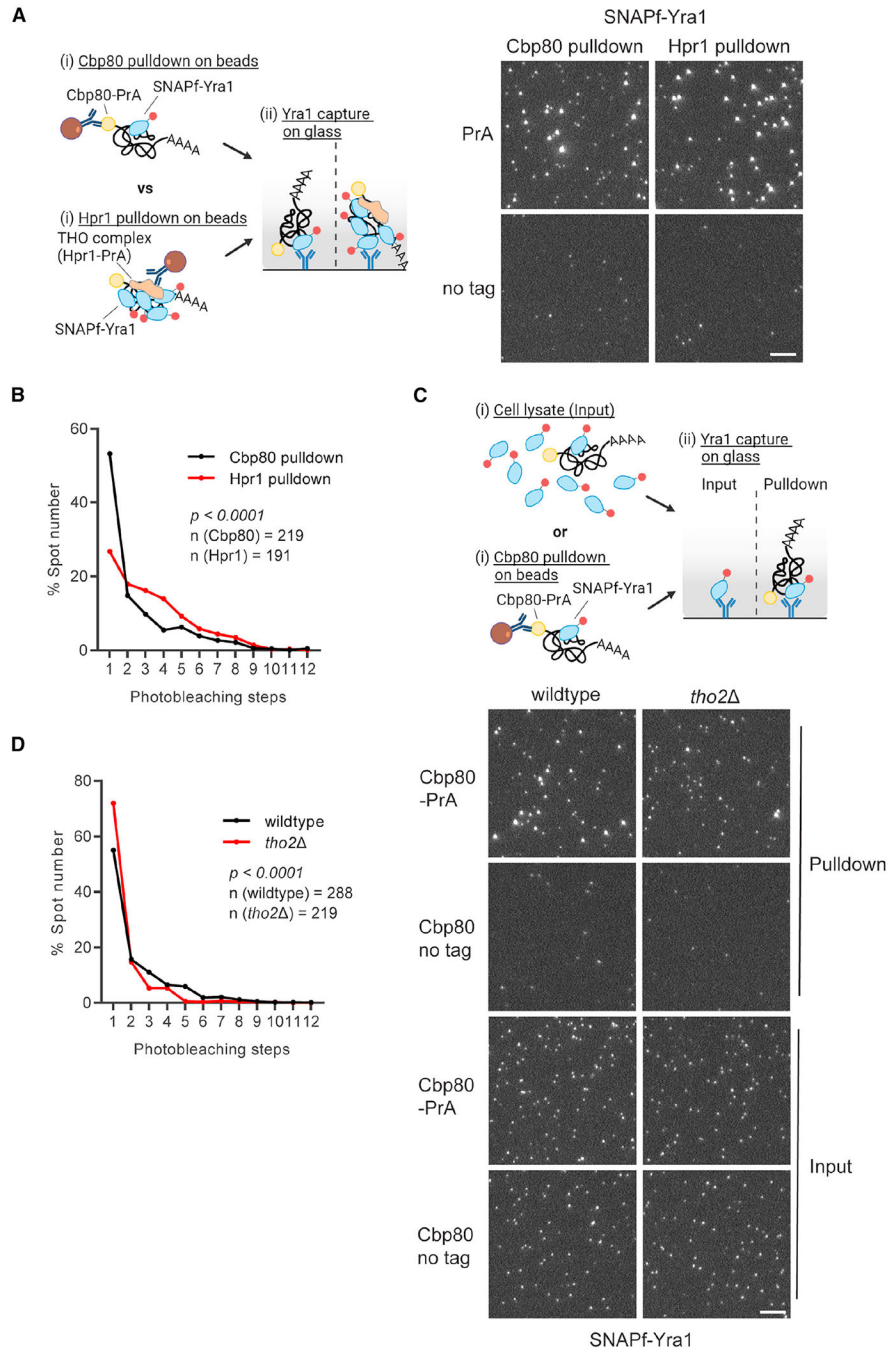 A
SNAPf-Yra1
Cbp80 pulldown Hpr1 pulldown
(i) Cbp80 pulldown on beads
Cbp80-PrA
SNAPf-Yra1
(ii) Yra1 capture
on glass
AAAA
AAAA
vs
(i) Hpr1 pulldown on beads
THO complex
(Hpr1-PrA)
AAAA
AAA
SNAPf-Yra1
PrA
no tag
B
60
40
20
0
% Spot number
Cbp80 pulldown
Hpr1 pulldown
p < 0.0001
n (Cbp80) = 219
n (Hpr1) = 191
1 2 3 4 5 6 7 8 9 10 11 12
Photobleaching steps
C
(i) Cell lysate (Input)
AAAA
(ii) Yra1 capture
on glass
Input Pulldown
AAAA
or
(i) Cbp80 pulldown
on beads
Cbp80-PrA
SNAPf-Yra1
AAAA
wildtype tho2Δ
Cbp80
-PrA
Cbp80
no tag
Pulldown
Cbp80
-PrA
Cbp80
no tag
Input
SNAPf-Yra1
D
80
60
40
20
0
% Spot number
wildtype
tho2Δ
p < 0.0001
n (wildtype) = 288
n (tho2Δ) = 219
1 2 3 4 5 6 7 8 9 10 11 12
Photobleaching steps